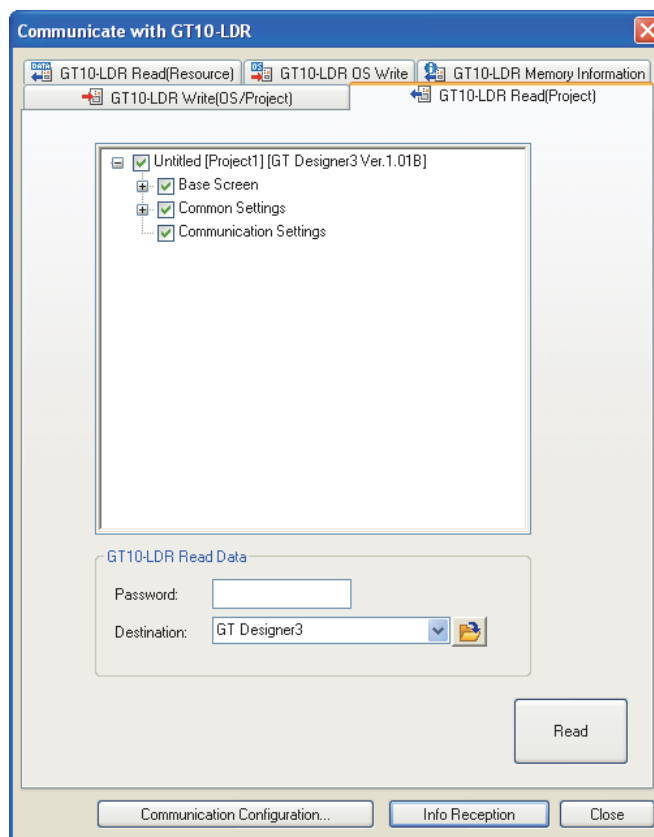 Communicate with GT10-LDR
DATA GT10-LDR Read(Resource) OS GT10-LDR OS Write GT10-LDR Memory Information
GT10-LDR Write(OS/Project) GT10-LDR Read(Project)
Untitled [Project1] [GT Designer3 Ver.1.01B]
Base Screen
Common Settings
Communication Settings
GT10-LDR Read Data
Password:
Destination: GT Designer3
Read
Communication Configuration... Info Reception Close